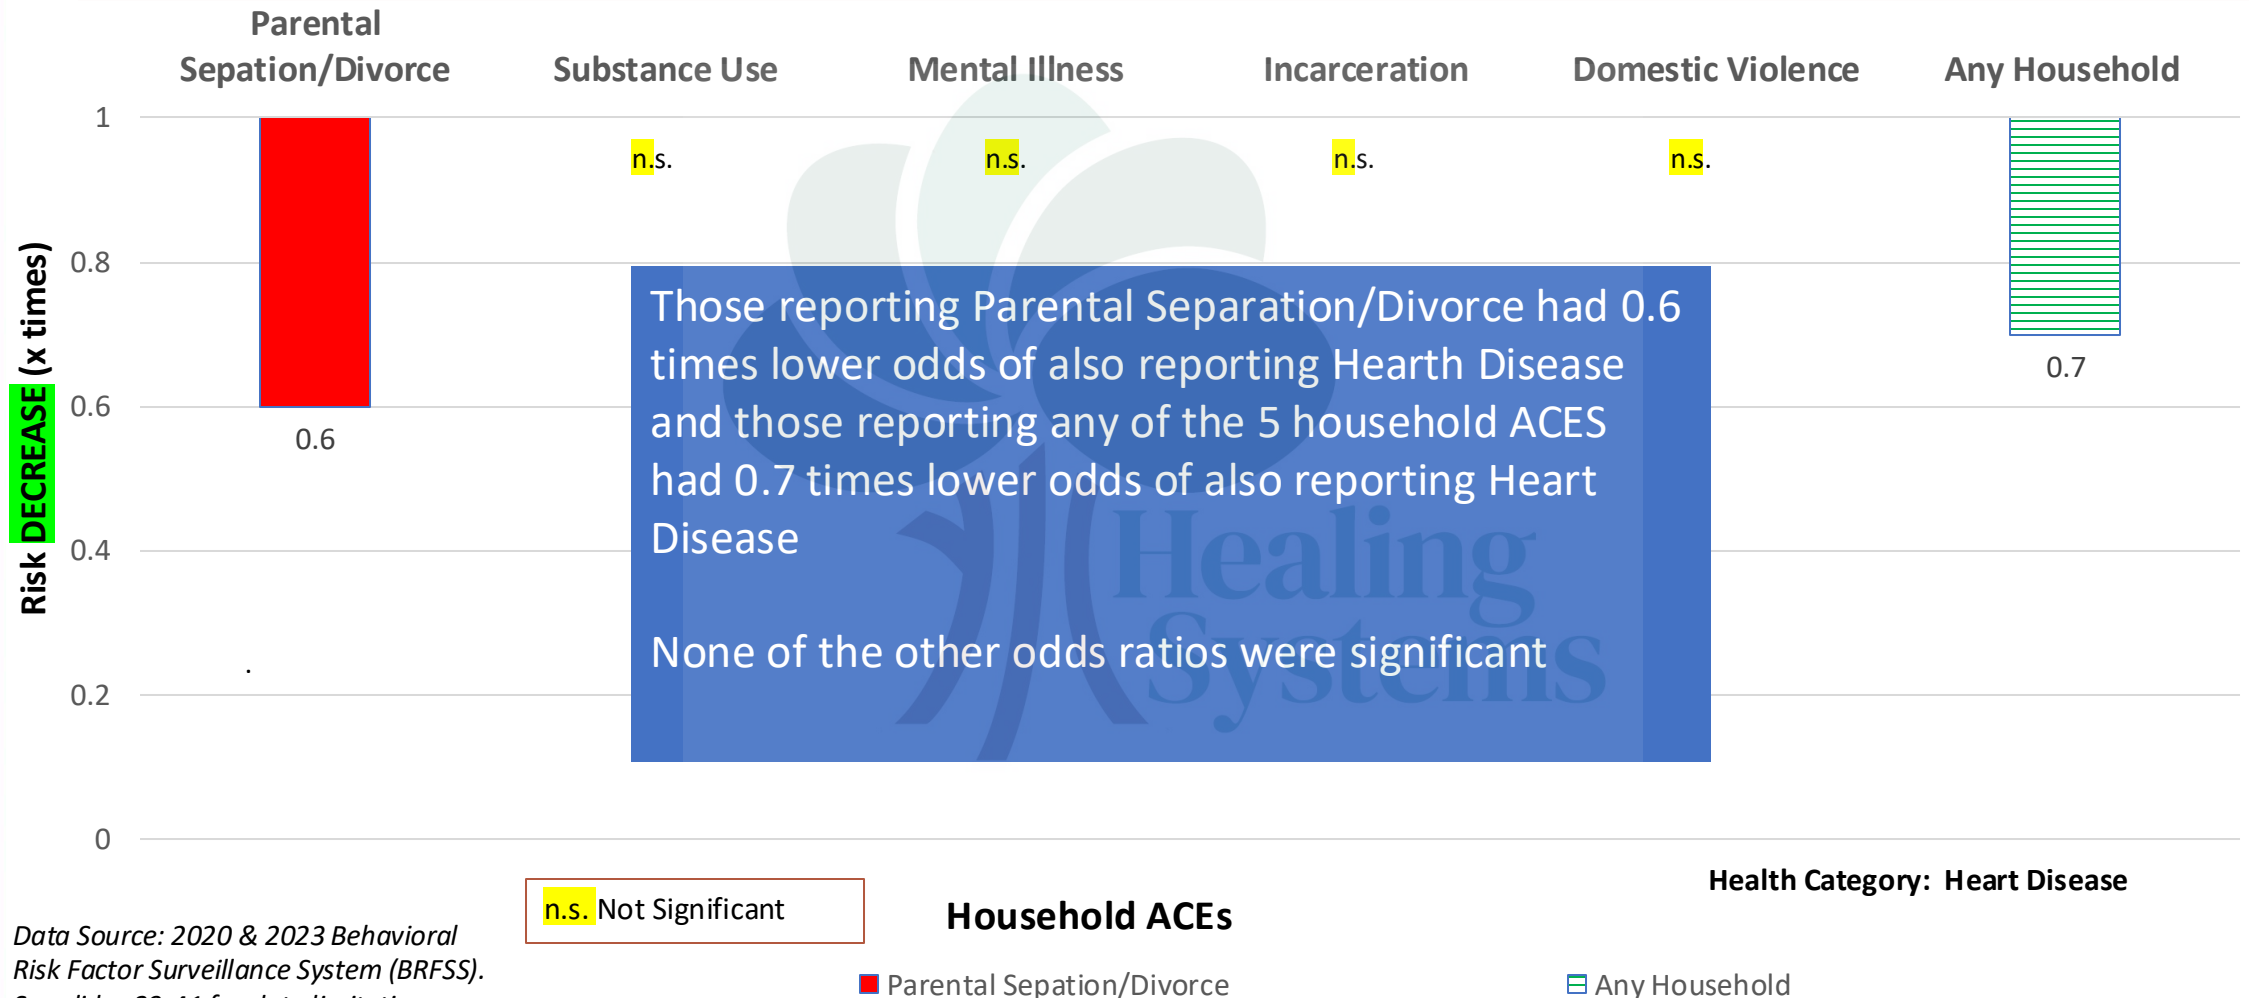 Parental
Sepation/Divorce
Substance Use
Mental Illness
Incarceration
Domestic Violence
Any Household
1
0.8
0.6
0.4
0.2
0
Risk DECREASE (x times)
n.s.
n.s.
n.s.
n.s.
0.6
0.7
Those reporting Parental Separation/Divorce had 0.6
times lower odds of also reporting Hearth Disease
and those reporting any of the 5 household ACES
had 0.7 times lower odds of also reporting Heart
Disease
None of the other odds ratios were significant
Healing
Systems
.
Health Category: Heart Disease
n.s. Not Significant
Household ACEs
Data Source: 2020 & 2023 Behavioral
Risk Factor Surveillance System (BRFSS).
Parental Sepation/Divorce
Any Household